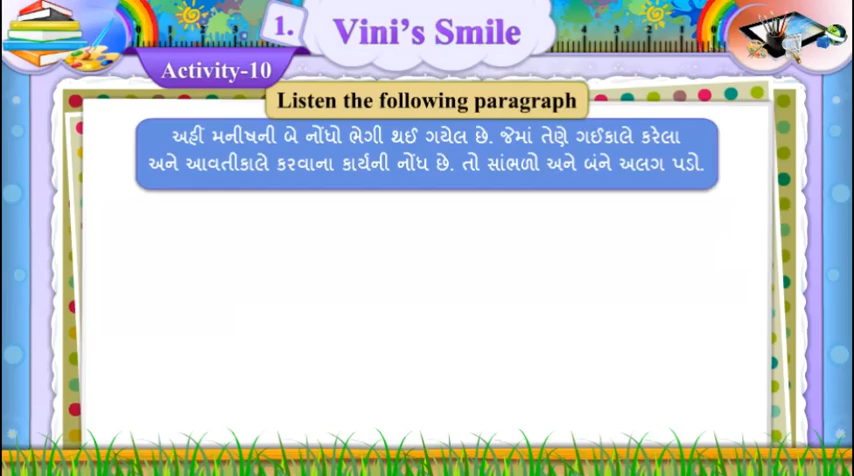 1.
Vini's Smile
Activity-10
Listen the following paragraph
અહીં મનીષની બે નોંધો ભેગી થઈ ગયેલ છે. જેમાં તેણે ગઈકાલે કરેલા
અને આવતીકાલે કરવાના કાર્યની નોંધ છે. તો સાંભળો અને બંને અલગ પડો.